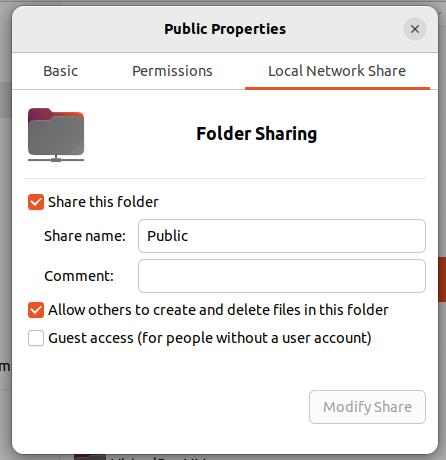 Public Properties
Basic Permissions Local Network Share
Folder Sharing
Share this folder
Share name: Public
Comment:
Allow others to create and delete files in this folder
Guest access (for people without a user account)
Modify Share